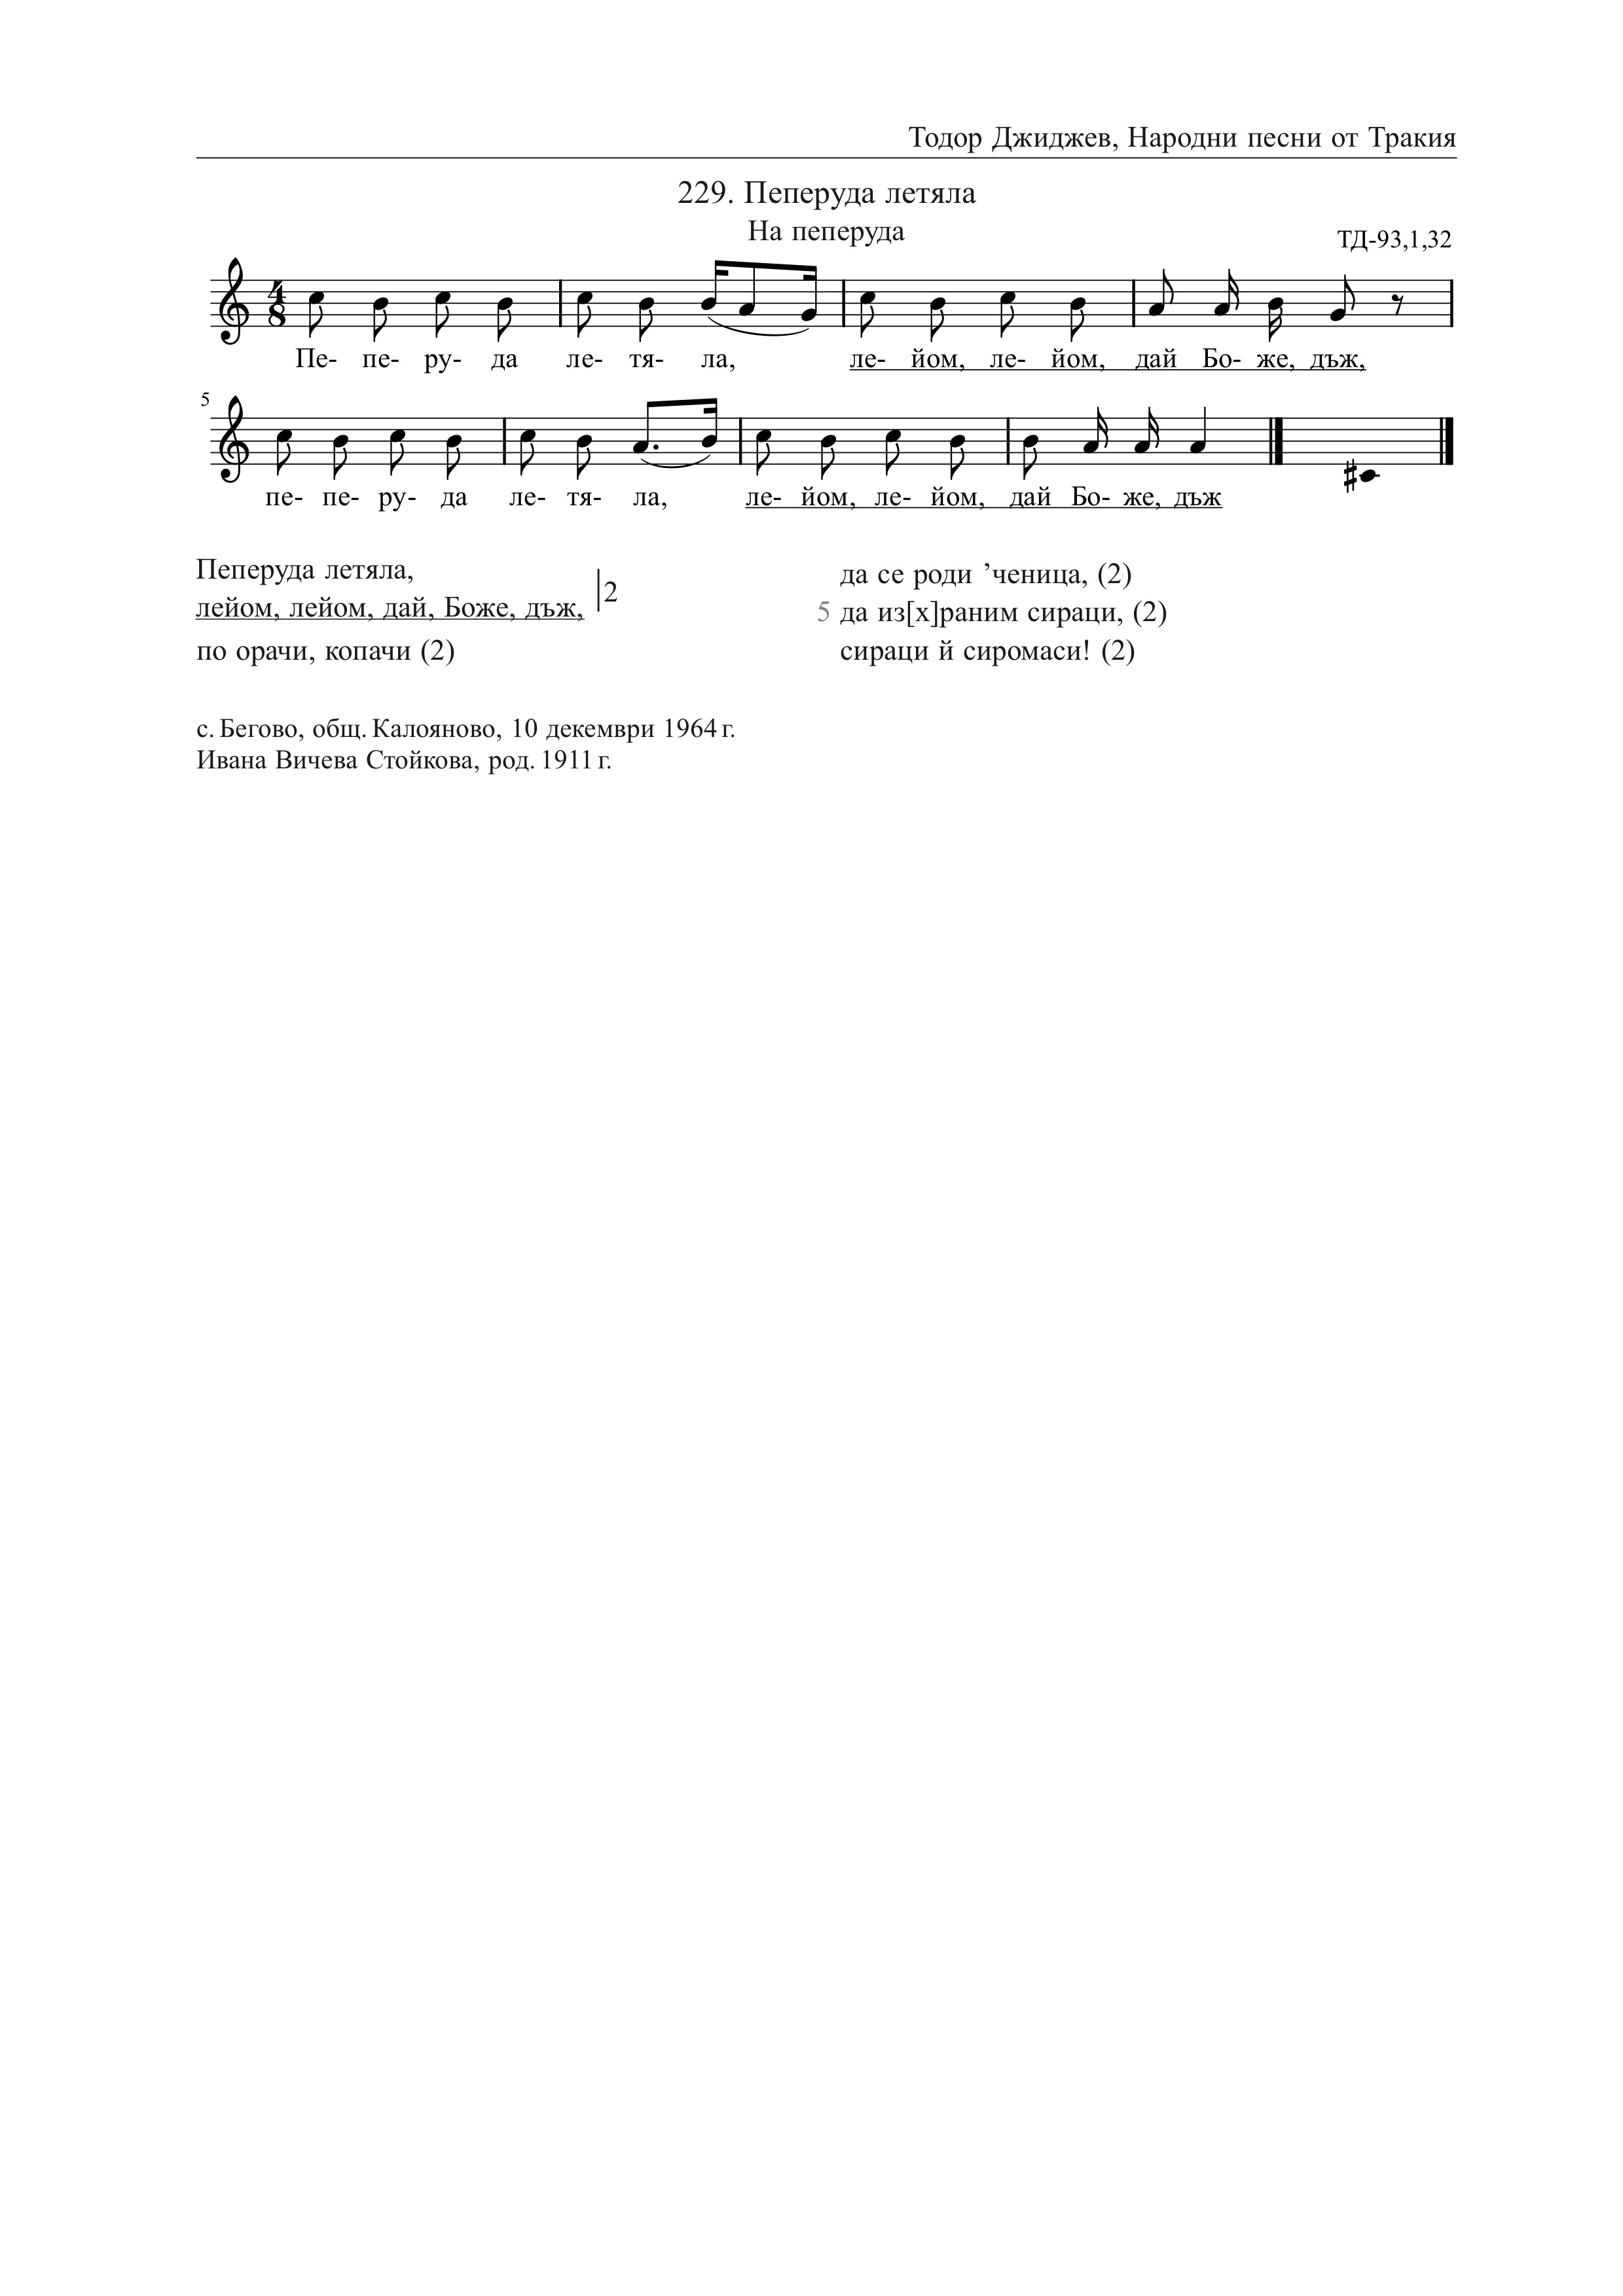 Тодор Джиджев, Народни песни от Тракия
229. Пеперуда летяла
На пеперуда
ТД-93,1,32
4
8
Пе- пе- ру- да ле- тя- ла, ле- йом, ле- йом, дай Бо- же, дъж,
5
пе- пе- ру- да ле- тя- ла, ле- йом, ле- йом, дай Бо- же, дъж
Пеперуда летяла,
лейом, лейом, дай, Боже, дъж,
2
по орачи, копачи (2)
да се роди ’ченица, (2)
5 да из[х]раним сираци, (2)
сираци й сиромаси! (2)
с. Бегово, общ. Калояново, 10 декември 1964 г.
Ивана Вичева Стойкова, род. 1911 г.